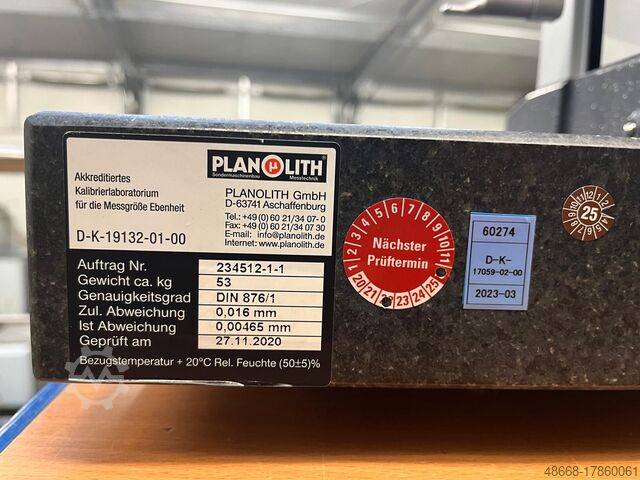 Akkreditiertes
Kalibrierlaboratorium
für die Messgröße Ebenheit
D-K-19132-01-00
PLANOLITH
Sondermaschinenbau Messtechnik
PLANOLITH GmbH
D-63741 Aschaffenburg
Tel.:+49 (0) 60 21/34 07-0
Fax.:+49 (0) 60 21/34 07 30
E-mail: info@planolith.de
Internet: www.planolith.de
Auftrag Nr. 234512-1-1
Gewicht ca. kg 53
Genauigkeitsgrad DIN 876/1
Zul. Abweichung 0,016 mm
Ist Abweichung 0,00465 mm
Geprüft am 27.11.2020
Bezugstemperatur + 20°C Rel. Feuchte (50±5)%
1 2 3 4 5 6 7 8 9 10 11 12
Nächster
Prüftermin
20 21 22 23 24 25
60274
D-K-
17059-02-00
2023-03
25
48668-17860061